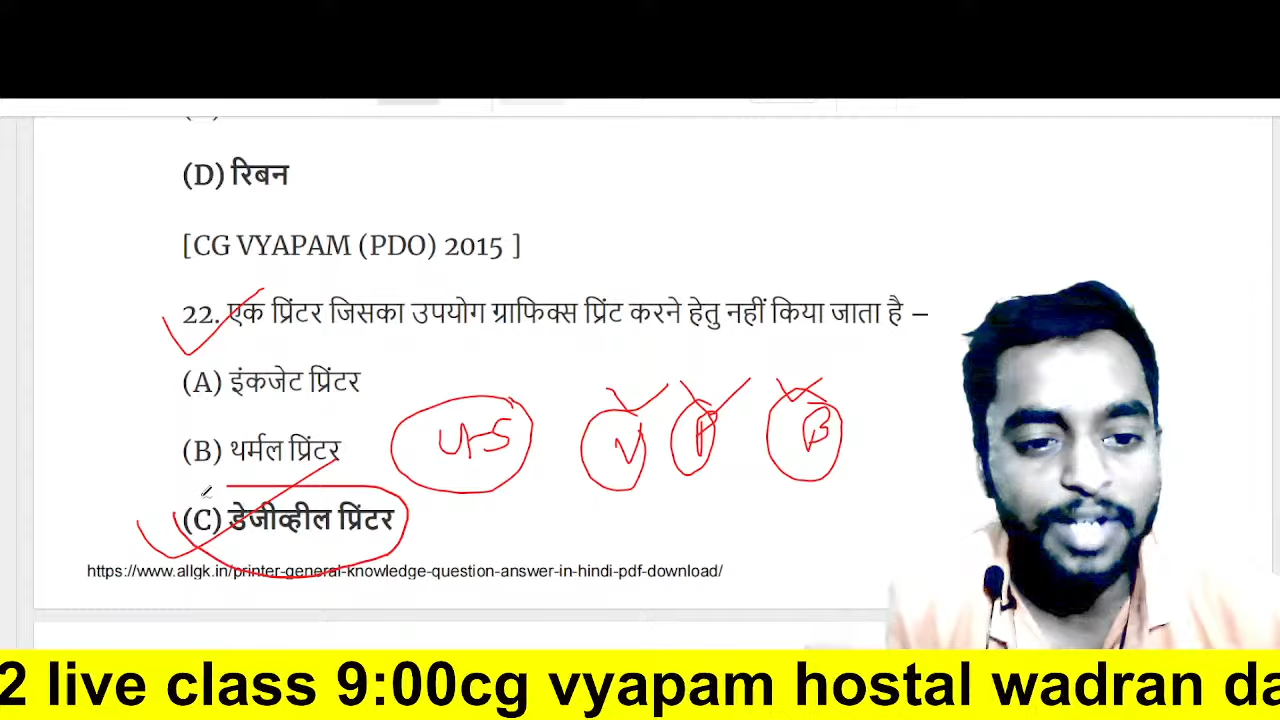 (D) रिबन
[CG VYAPAM (PDO) 2015 ]
22. एक प्रिंटर जिसका उपयोग ग्राफिक्स प्रिंट करने हेतु नहीं किया जाता है –
(A) इंकजेट प्रिंटर
(B) थर्मल प्रिंटर
V P B
(C) डेजीव्हील प्रिंटर
https://www.allgk.in/printer-general-knowledge-question-answer-in-hindi-pdf-download/
2 live class 9:00cg vyapam hostal wadran da